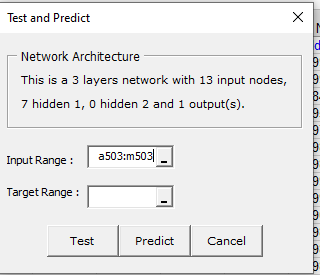 Test and Predict
Network Architecture
This is a 3 layers network with 13 input nodes,
7 hidden 1, 0 hidden 2 and 1 output(s).
Input Range : a503:m503 _
Target Range : _
Test Predict Cancel